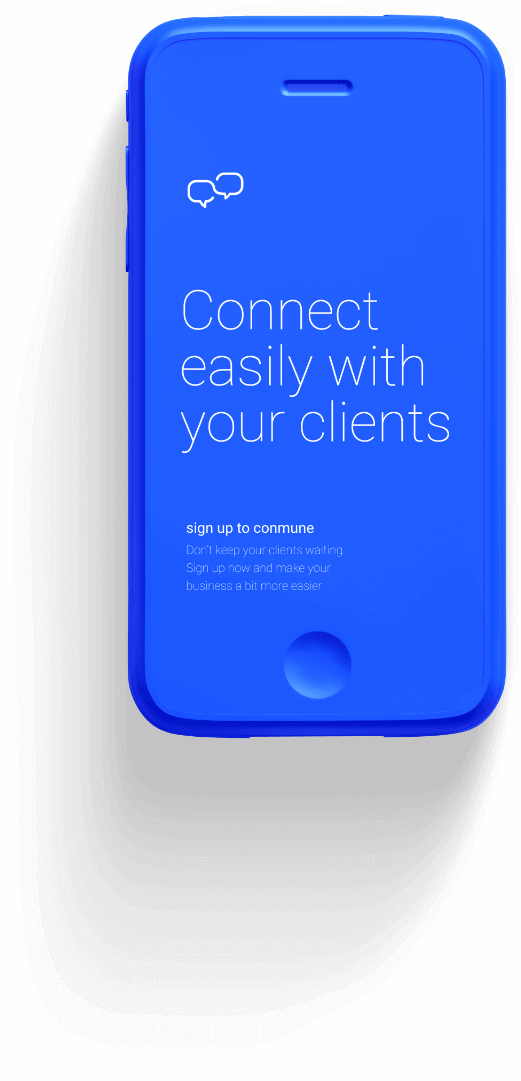 Connect
easily with
your clients
sign up to conmune
Don't keep your clients waiting.
Sign up now and make your
business a bit more easier